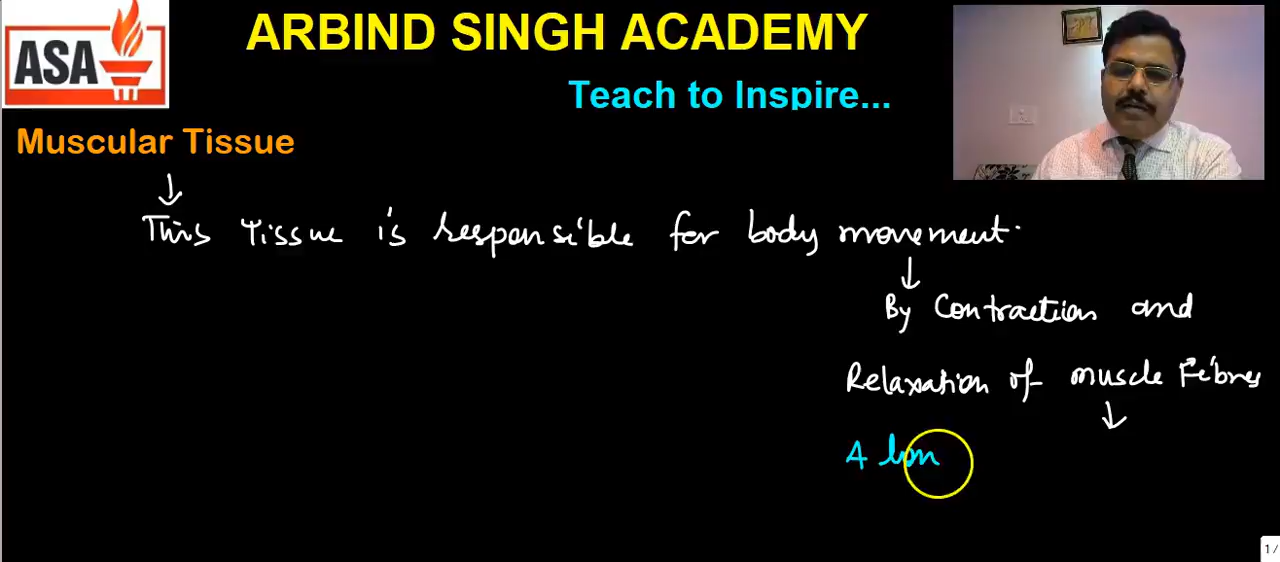 ASA
ARBIND SINGH ACADEMY
Teach to Inspire...
Muscular Tissue
This Tissue is responsible for body movement.
By Contraction and
Relaxation of muscle Fibres
A
1/